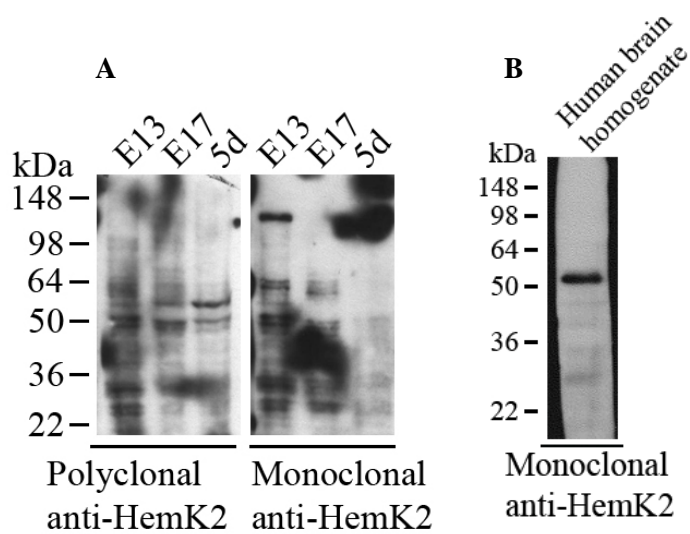 A
E13
E17
5d
E13
E17
5d
kDa
148
98
64
50
36
22
Polyclonal
anti-HemK2
Monoclonal
anti-HemK2
B
Human brain
homogenate
kDa
148
98
64
50
36
22
Monoclonal
anti-HemK2